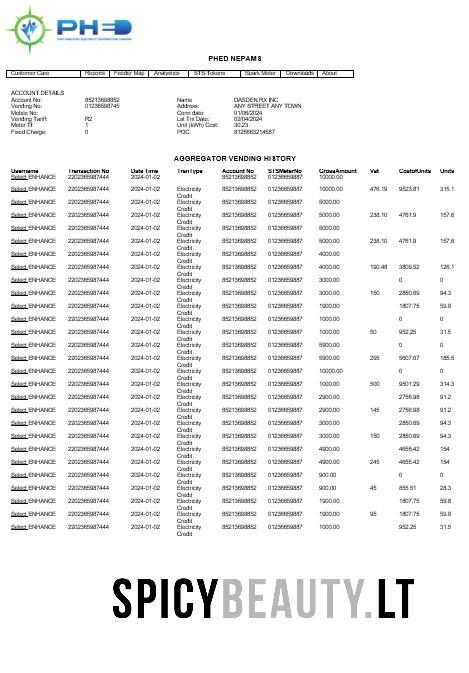 PHED
PORT HARCOURT ELECTRICITY DISTRIBUTION COMPANY
PHED NEPAMS
Customer Care Reports Feeder Map Analystics STS Tokens Spark Meter Downloads About
ACCOUNT DETAILS
Account No: 85213698852 Name DASDEN RX INC
Vending No: 01236598745 Address: ANY STREET ANY TOWN
Mobile No: Conn date: 01/06/2024
Vending Tariff: R2 Lst Trn Date: 02/04/2024
Meter Tt: 1 Unit (kWh) Cost: 30.23
Fixed Charge: 0 POC: 8125663214587
AGGREGATOR VENDING HISTORY
Username Transaction No Date Time TranType Account No STSMeterNo GrossAmount Vat CostofUnits Units
Select ENHANCE 2202365987444 2024-01-02 85213698852 01236659887 10000.00
Select ENHANCE 2202365987444 2024-01-02 Electricity 85213698852 01236659887 10000.00 476.19 9523.81 315.1
Credit
Select ENHANCE 2202365987444 2024-01-02 Electricity 85213698852 01236659887 5000.00
Credit
Select ENHANCE 2202365987444 2024-01-02 Electricity 85213698852 01236659887 5000.00 238.10 4761.9 157.6
Credit
Select ENHANCE 2202365987444 2024-01-02 Electricity 85213698852 01236659887 5000.00 157.6
Credit
Select ENHANCE 2202365987444 2024-01-02 Electricity 85213698852 01236659887 5000.00 238.10 4761.9 157.6
Credit
Select ENHANCE 2202365987444 2024-01-02 Electricity 85213698852 01236659887 4000.00
Credit
Select ENHANCE 2202365987444 2024-01-02 Electricity 85213698852 01236659887 4000.00 190.48 3809.52 126.1
Credit
Select ENHANCE 2202365987444 2024-01-02 Electricity 85213698852 01236659887 3000.00 0 0
Credit
Select ENHANCE 2202365987444 2024-01-02 Electricity 85213698852 01236659887 3000.00 150 2850.69 94.3
Credit
Select ENHANCE 2202365987444 2024-01-02 Electricity 85213698852 01236659887 1900.00 1807.75 59.8
Credit
Select ENHANCE 2202365987444 2024-01-02 Electricity 85213698852 01236659887 1000.00 0 0
Credit
Select ENHANCE 2202365987444 2024-01-02 Electricity 85213698852 01236659887 1000.00 50 952.25 31.5
Credit
Select ENHANCE 2202365987444 2024-01-02 Electricity 85213698852 01236659887 5900.00 0 0
Credit
Select ENHANCE 2202365987444 2024-01-02 Electricity 85213698852 01236659887 5900.00 295 5607.67 185.5
Credit
Select ENHANCE 2202365987444 2024-01-02 Electricity 85213698852 01236659887 10000.00 0 0
Credit
Select ENHANCE 2202365987444 2024-01-02 Electricity 85213698852 01236659887 1000.00 500 9501.29 314.3
Credit
Select ENHANCE 2202365987444 2024-01-02 Electricity 85213698852 01236659887 2900.00 2756.98 91.2
Credit
Select ENHANCE 2202365987444 2024-01-02 Electricity 85213698852 01236659887 2900.00 145 2756.98 91.2
Credit
Select ENHANCE 2202365987444 2024-01-02 Electricity 85213698852 01236659887 3000.00 2850.69 94.3
Credit
Select ENHANCE 2202365987444 2024-01-02 Electricity 85213698852 01236659887 3000.00 150 2850.69 94.3
Credit
Select ENHANCE 2202365987444 2024-01-02 Electricity 85213698852 01236659887 4900.00 4655.42 154
Credit
Select ENHANCE 2202365987444 2024-01-02 Electricity 85213698852 01236659887 4900.00 245 4655.42 154
Credit
Select ENHANCE 2202365987444 2024-01-02 Electricity 85213698852 01236659887 900.00 0 0
Credit
Select ENHANCE 2202365987444 2024-01-02 Electricity 85213698852 01236659887 900.00 45 855.51 28.3
Credit
Select ENHANCE 2202365987444 2024-01-02 Electricity 85213698852 01236659887 1900.00 1807.75 59.8
Credit
Select ENHANCE 2202365987444 2024-01-02 Electricity 85213698852 01236659887 1900.00 95 1807.75 59.8
Credit
Select ENHANCE 2202365987444 2024-01-02 Electricity 85213698852 01236659887 1000.00 952.25 31.5
Credit
SPICYBEAUTY.LT